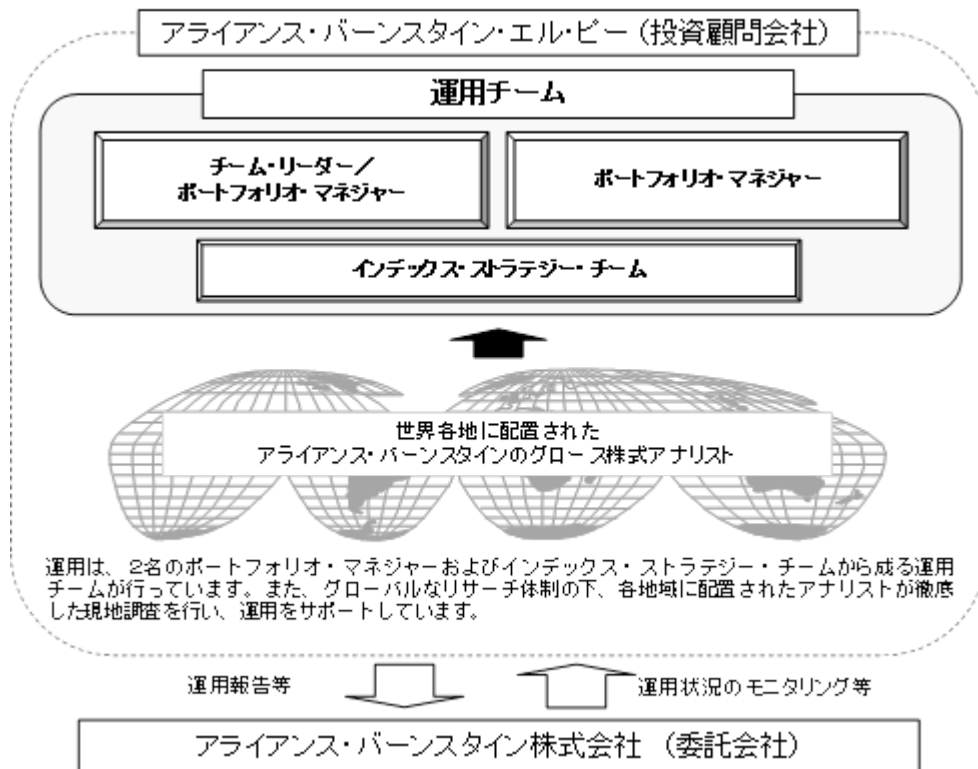 アライアンス・バーンスタイン・エル・ピー（投資顧問会社）
運用チーム
チーム・リーダー／
ポートフォリオ・マネジャー
ポートフォリオ・マネジャー
インデックス・ストラテジー・チーム
世界各地に配置された
アライアンス・バーンスタインのグロース株式アナリスト
運用は、2名のポートフォリオ・マネジャーおよびインデックス・ストラテジー・チームから成る運用
チームが行っています。また、グローバルなリサーチ体制の下、各地域に配置されたアナリストが徹底
した現地調査を行い、運用をサポートしています。
運用報告等
運用状況のモニタリング等
アライアンス・バーンスタイン株式会社 （委託会社）